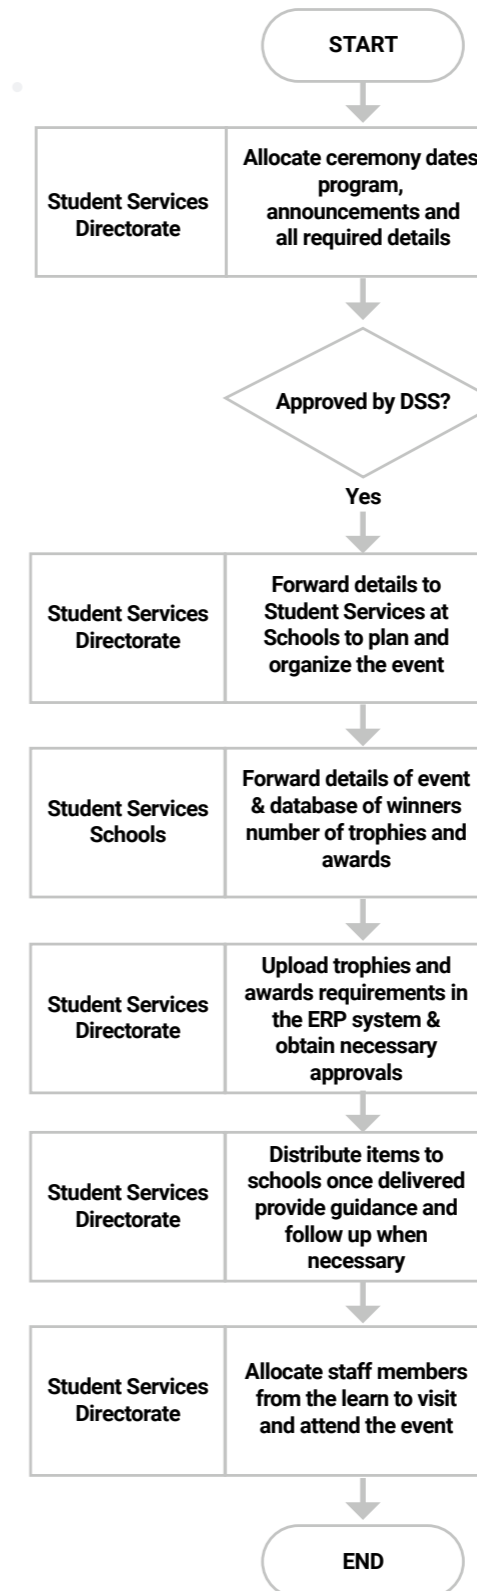 START
Student Services
Directorate
Allocate ceremony dates
program,
announcements and
all required details
Approved by DSS?
Yes
Student Services
Directorate
Forward details to
Student Services at
Schools to plan and
organize the event
Student Services
Schools
Forward details of event
& database of winners
number of trophies and
awards
Student Services
Directorate
Upload trophies and
awards requirements in
the ERP system &
obtain necessary
approvals
Student Services
Directorate
Distribute items to
schools once delivered
provide guidance and
follow up when
necessary
Student Services
Directorate
Allocate staff members
from the learn to visit
and attend the event
END